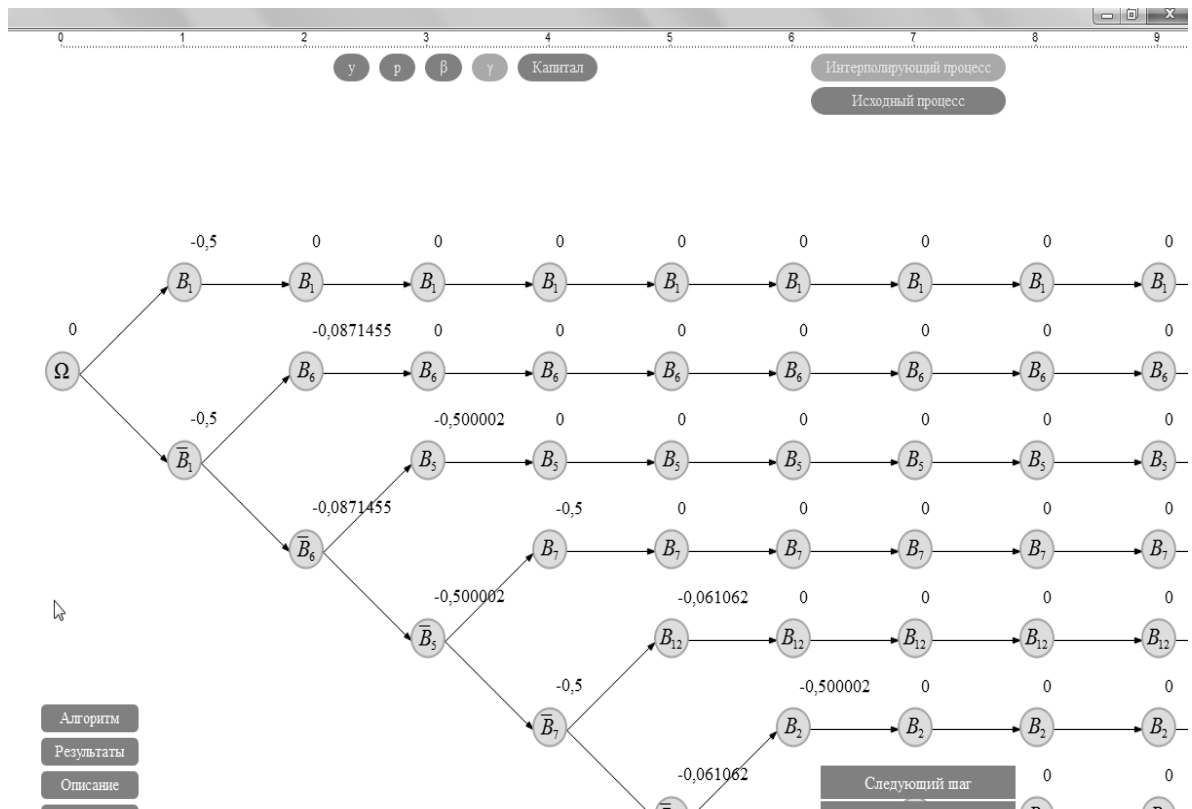 0 1 2 3 4 5 6 7 8 9
y p β γ Капитал Интерполирующий процесс
Исходный процесс
-0,5 0 0 0 0 0 0 0 0
B₁ B₁ B₁ B₁ B₁ B₁ B₁ B₁ B₁
0 -0,0871455 0 0 0 0 0 0 0
Ω B₆ B₆ B₆ B₆ B₆ B₆ B₆ B₆
-0,5 -0,500002 0 0 0 0 0 0
B̅₁ B₅ B₅ B₅ B₅ B₅ B₅ B₅
-0,0871455 -0,5 0 0 0 0 0
B̅₆ B₇ B₇ B₇ B₇ B₇ B₇
-0,500002 -0,061062 0 0 0 0
B̅₅ B₁₂ B₁₂ B₁₂ B₁₂ B₁₂
-0,5 -0,500002 0 0 0
Алгоритм B̅₇ B₂ B₂ B₂ B₂
Результаты
-0,061062 0 0
Описание Следующий шаг